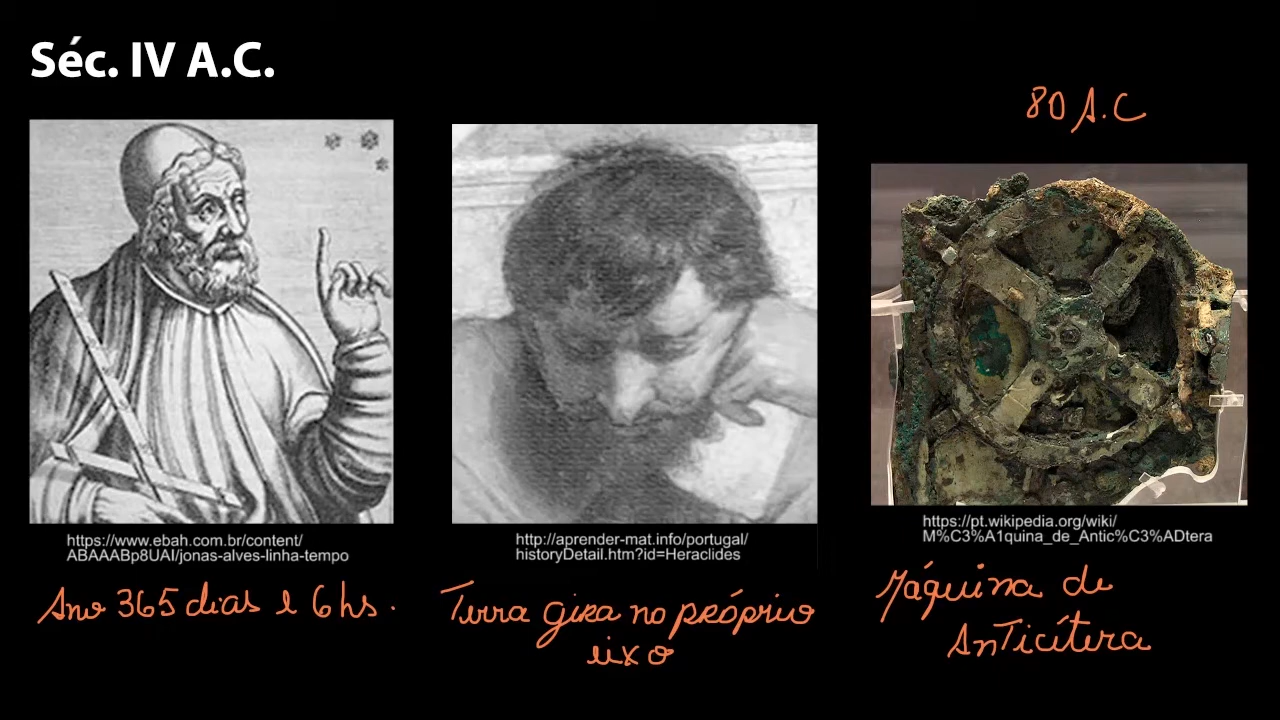 Séc. IV A.C.
80 A.C
https://www.ebah.com.br/content/
ABAAABp8UAI/jonas-alves-linha-tempo
Ano 365 dias e 6 hs.
http://aprender-mat.info/portugal/
historyDetail.htm?id=Heraclides
Terra gira no próprio
eixo
https://pt.wikipedia.org/wiki/
M%C3%A1quina_de_Antic%C3%ADtera
Máquina de
Anticítera